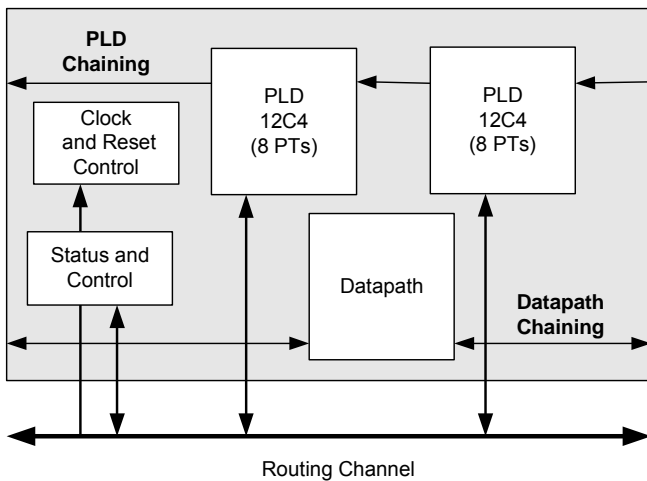 PLD
Chaining
PLD
12C4
(8 PTs)
PLD
12C4
(8 PTs)
Clock
and Reset
Control
Status and
Control
Datapath
Datapath
Chaining
Routing Channel